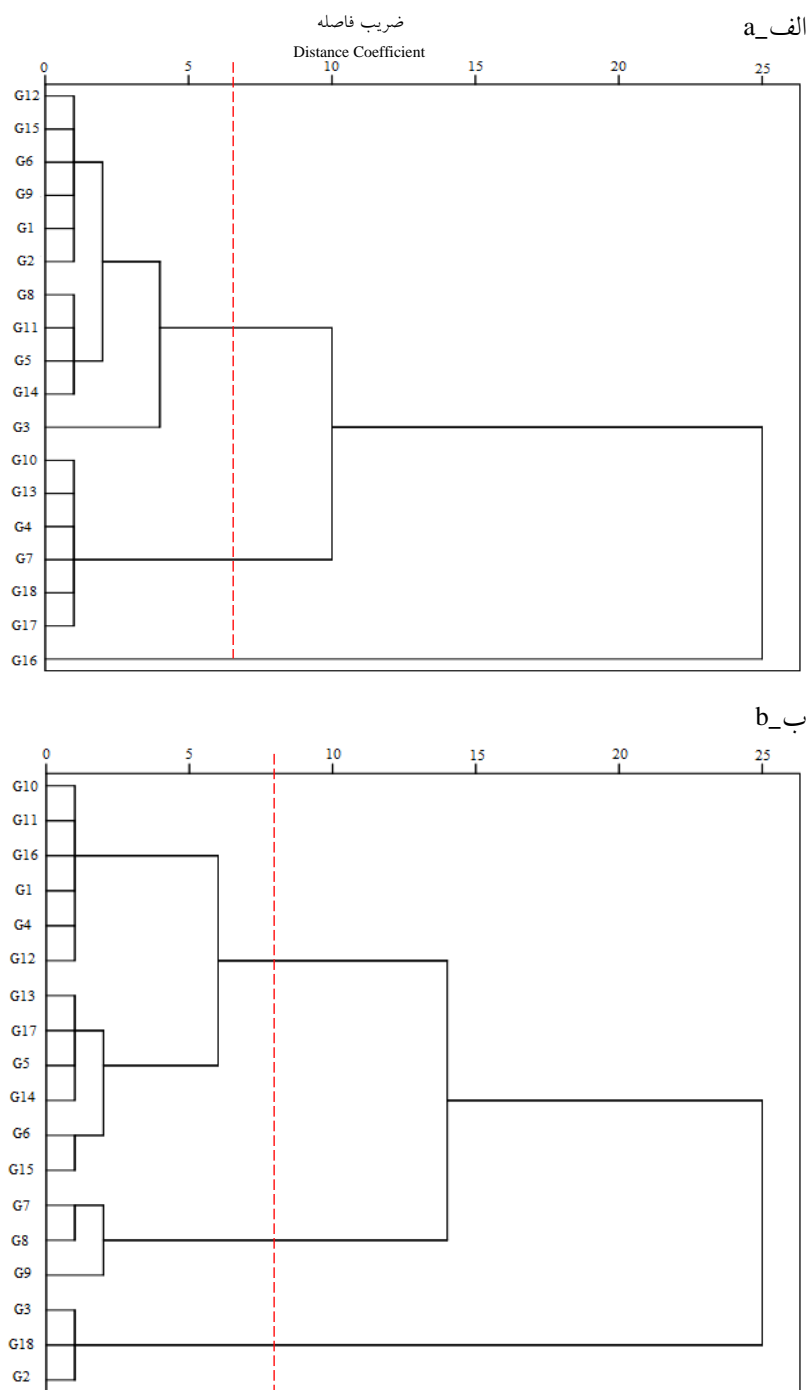 الف_a
ضریب فاصله
Distance Coefficient
0 5 10 15 20 25
G12
G15
G6
G9
G1
G2
G8
G11
G5
G14
G3
G10
G13
G4
G7
G18
G17
G16
ب_b
0 5 10 15 20 25
G10
G11
G16
G1
G4
G12
G13
G17
G5
G14
G6
G15
G7
G8
G9
G3
G18
G2